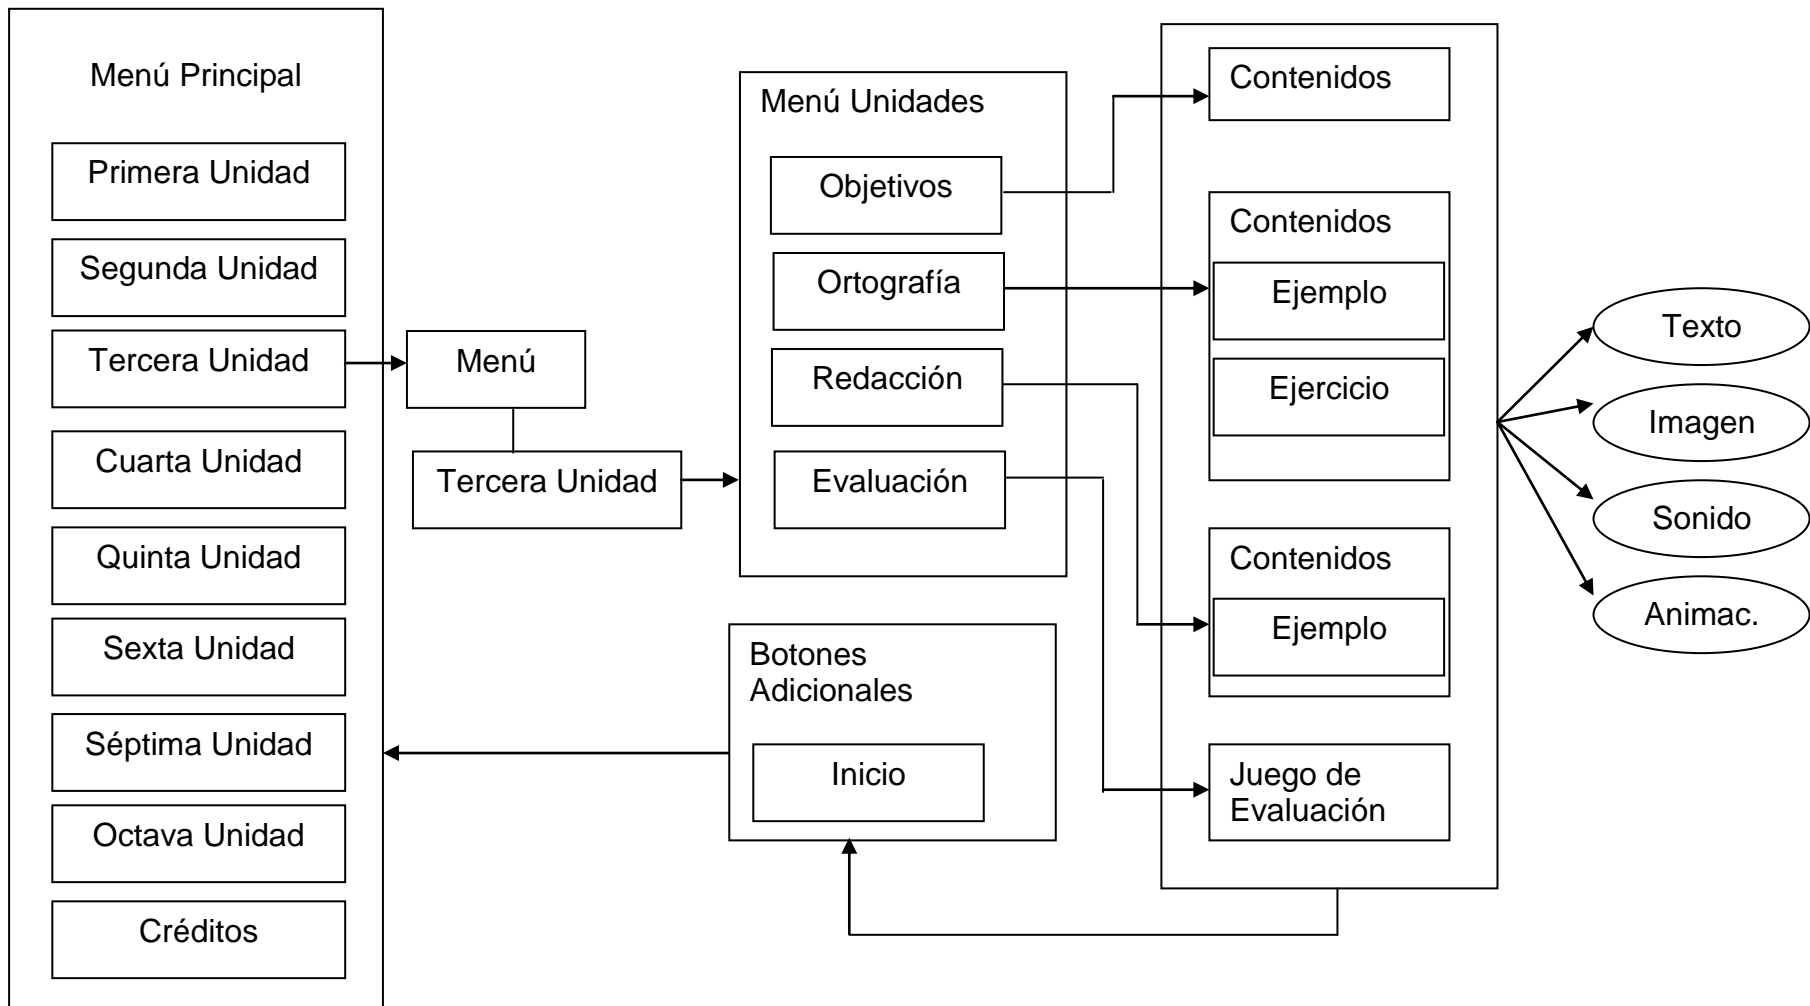 Menú Principal
Primera Unidad
Segunda Unidad
Tercera Unidad
Cuarta Unidad
Quinta Unidad
Sexta Unidad
Séptima Unidad
Octava Unidad
Créditos
Menú
Tercera Unidad
Menú Unidades
Objetivos
Ortografía
Redacción
Evaluación
Botones
Adicionales
Inicio
Contenidos
Contenidos
Ejemplo
Ejercicio
Contenidos
Ejemplo
Juego de
Evaluación
Texto
Imagen
Sonido
Animac.